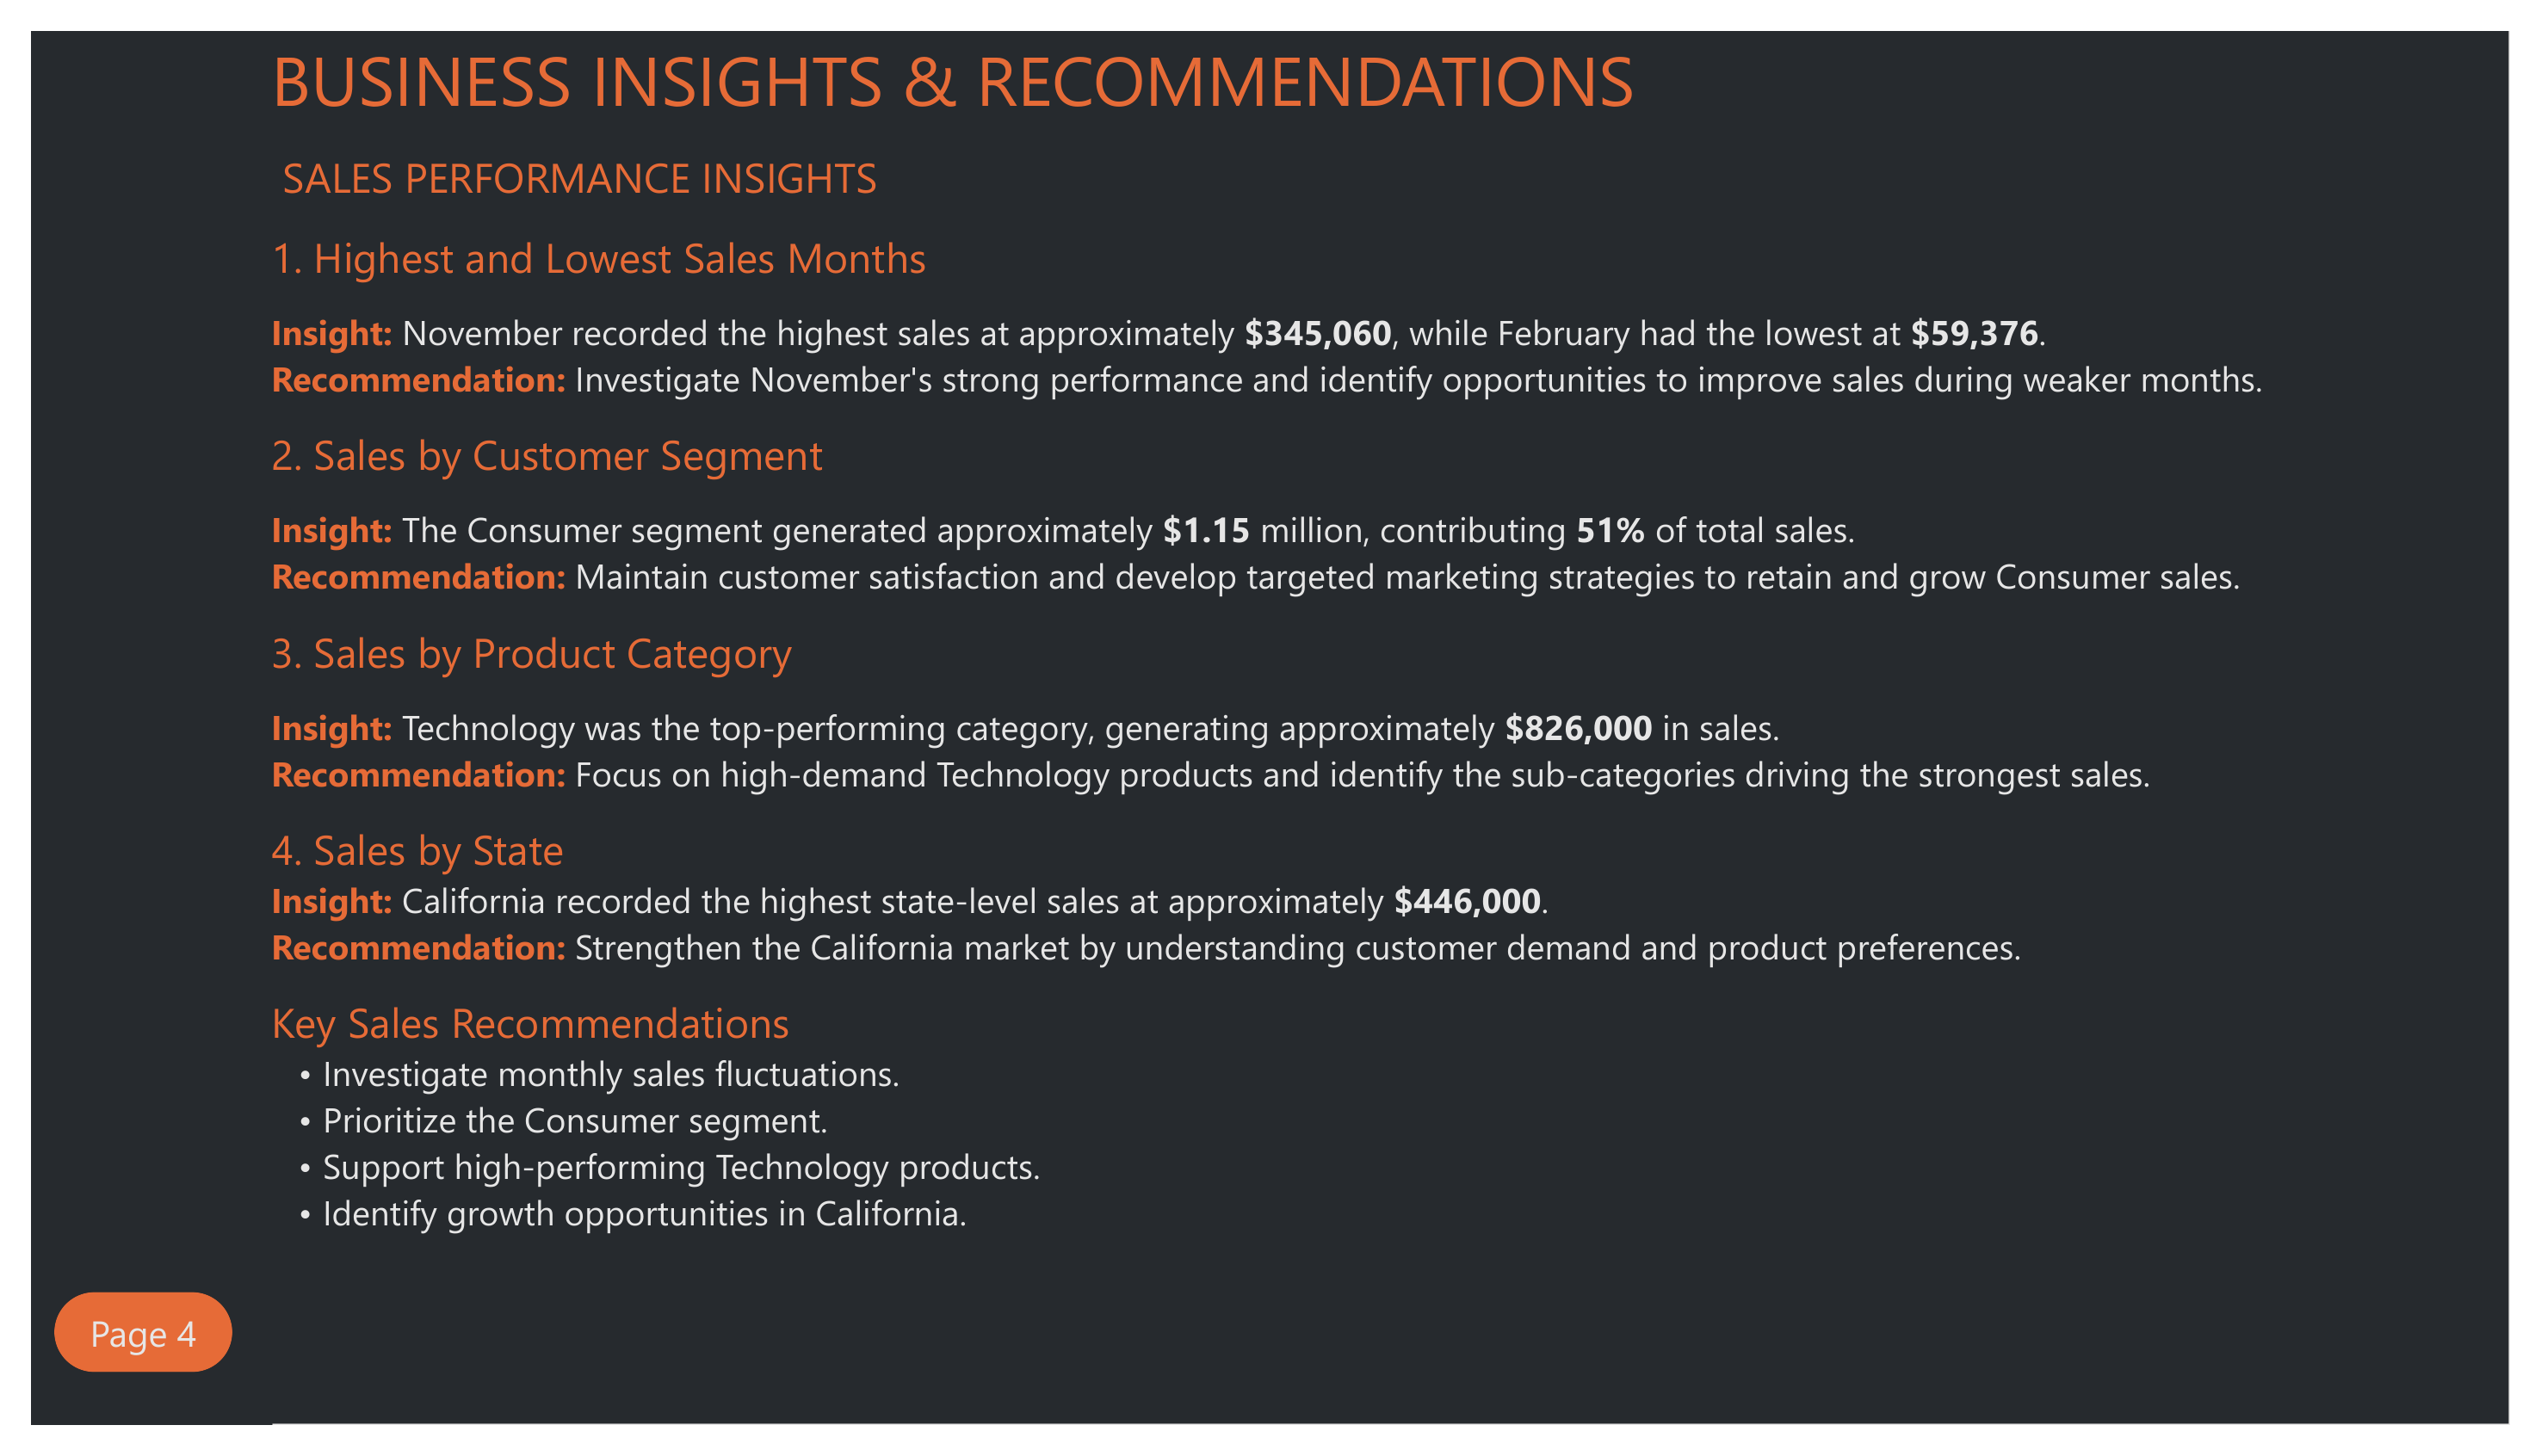 BUSINESS INSIGHTS & RECOMMENDATIONS
SALES PERFORMANCE INSIGHTS
1. Highest and Lowest Sales Months
Insight: November recorded the highest sales at approximately $345,060, while February had the lowest at $59,376.
Recommendation: Investigate November's strong performance and identify opportunities to improve sales during weaker months.
2. Sales by Customer Segment
Insight: The Consumer segment generated approximately $1.15 million, contributing 51% of total sales.
Recommendation: Maintain customer satisfaction and develop targeted marketing strategies to retain and grow Consumer sales.
3. Sales by Product Category
Insight: Technology was the top-performing category, generating approximately $826,000 in sales.
Recommendation: Focus on high-demand Technology products and identify the sub-categories driving the strongest sales.
4. Sales by State
Insight: California recorded the highest state-level sales at approximately $446,000.
Recommendation: Strengthen the California market by understanding customer demand and product preferences.
Key Sales Recommendations
• Investigate monthly sales fluctuations.
• Prioritize the Consumer segment.
• Support high-performing Technology products.
• Identify growth opportunities in California.
Page 4